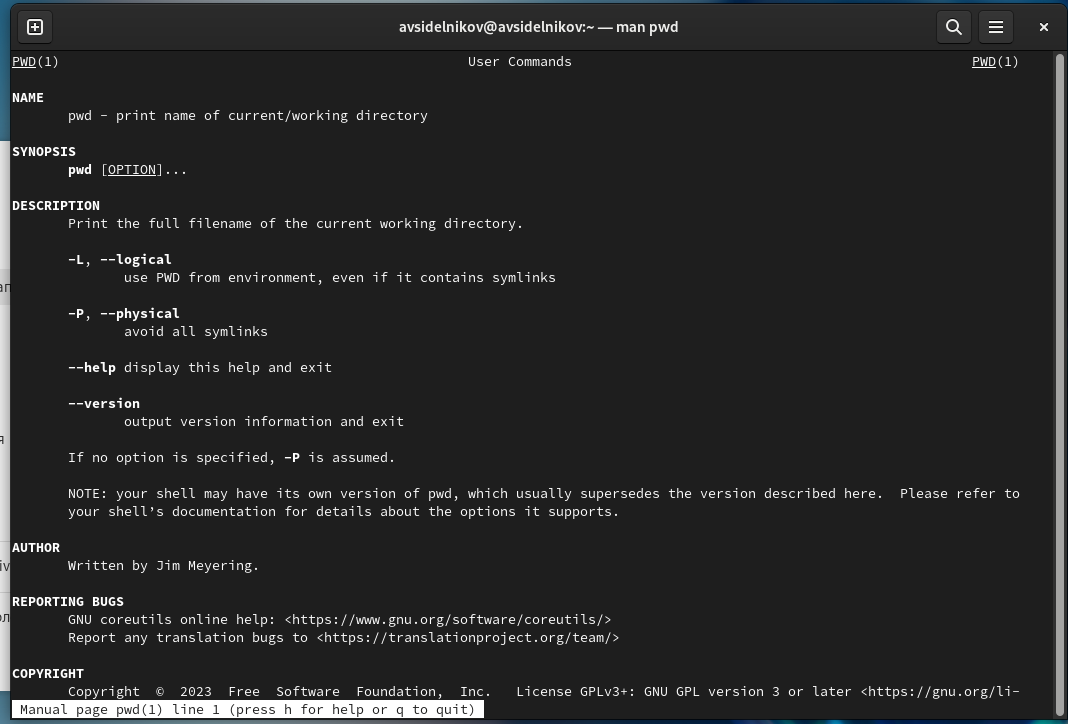 avsidelnikov@avsidelnikov:~ — man pwd
PWD(1) User Commands PWD(1)
NAME
pwd - print name of current/working directory
SYNOPSIS
pwd [OPTION]...
DESCRIPTION
Print the full filename of the current working directory.
-L, --logical
use PWD from environment, even if it contains symlinks
-P, --physical
avoid all symlinks
--help display this help and exit
--version
output version information and exit
If no option is specified, -P is assumed.
NOTE: your shell may have its own version of pwd, which usually supersedes the version described here.  Please refer to
your shell’s documentation for details about the options it supports.
AUTHOR
Written by Jim Meyering.
REPORTING BUGS
GNU coreutils online help: <https://www.gnu.org/software/coreutils/>
Report any translation bugs to <https://translationproject.org/team/>
COPYRIGHT
Copyright © 2023 Free Software Foundation, Inc. License GPLv3+: GNU GPL version 3 or later <https://gnu.org/li-
Manual page pwd(1) line 1 (press h for help or q to quit)